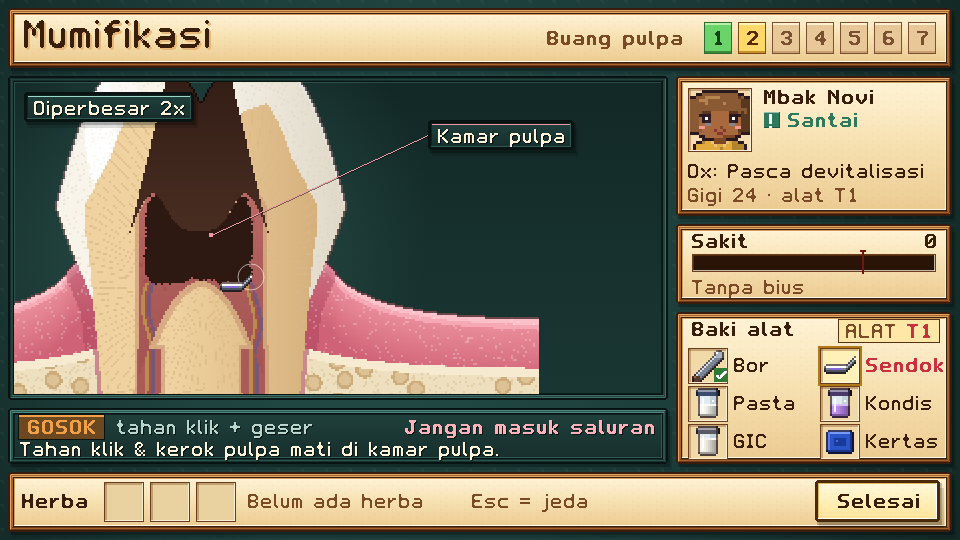 Mumifikasi
Buang pulpa
1 2 3 4 5 6 7
Diperbesar 2x
Kamar pulpa
Mbak Novi
Santai
Dx: Pasca devitalisasi
Gigi 24 · alat T1
Sakit 0
Tanpa bius
Baki alat
ALAT T1
Bor
Sendok
Pasta
Kondis
GIC
Kertas
GOSOK tahan klik + geser
Jangan masuk saluran
Tahan klik & kerok pulpa mati di kamar pulpa.
Herba
Belum ada herba
Esc = jeda
Selesai